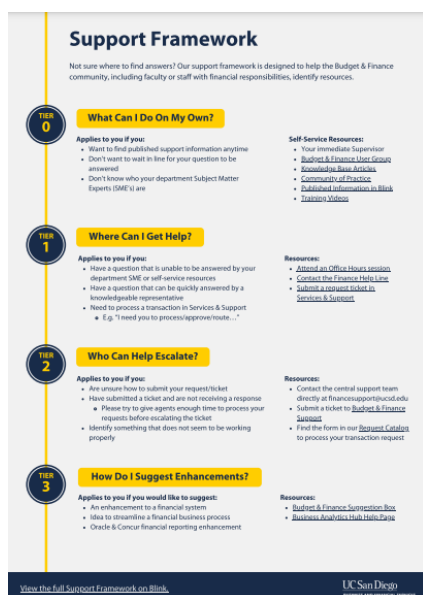 Support Framework
Not sure where to find answers? Our support framework is designed to help the Budget & Finance
community, including faculty or staff with financial responsibilities, identify resources.
TIER
0
What Can I Do On My Own?
Applies to you if you:
• Want to find published support information anytime
• Don't want to wait in line for your question to be
answered
• Don't know who your department Subject Matter
Experts (SME's) are
Self-Service Resources:
• Your immediate Supervisor
• Budget & Finance User Group
• Knowledge Base Articles
• Community of Practice
• Published Information in Blink
• Training Videos
TIER
1
Where Can I Get Help?
Applies to you if you:
• Have a question that is unable to be answered by your
department SME or self-service resources
• Have a question that can be quickly answered by a
knowledgeable representative
• Need to process a transaction in Services & Support
E.g. "I need you to process/approve/route..."
Resources:
• Attend an Office Hours session
• Contact the Finance Help Line
• Submit a request ticket in
Services & Support
TIER
2
Who Can Help Escalate?
Applies to you if you:
• Are unsure how to submit your request/ticket
• Have submitted a ticket and are not receiving a response
Please try to give agents enough time to process your
requests before escalating the ticket
• Identify something that does not seem to be working
properly
Resources:
• Contact the central support team
directly at financesupport@ucsd.edu
• Submit a ticket to Budget & Finance
Support
• Find the form in our Request Catalog
to process your transaction request
TIER
3
How Do I Suggest Enhancements?
Applies to you if you would like to suggest:
• An enhancement to a financial system
• Idea to streamline a financial business process
• Oracle & Concur financial reporting enhancement
Resources:
• Budget & Finance Suggestion Box
• Business Analytics Hub Help Page
View the full Support Framework on Blink.
UC San Diego